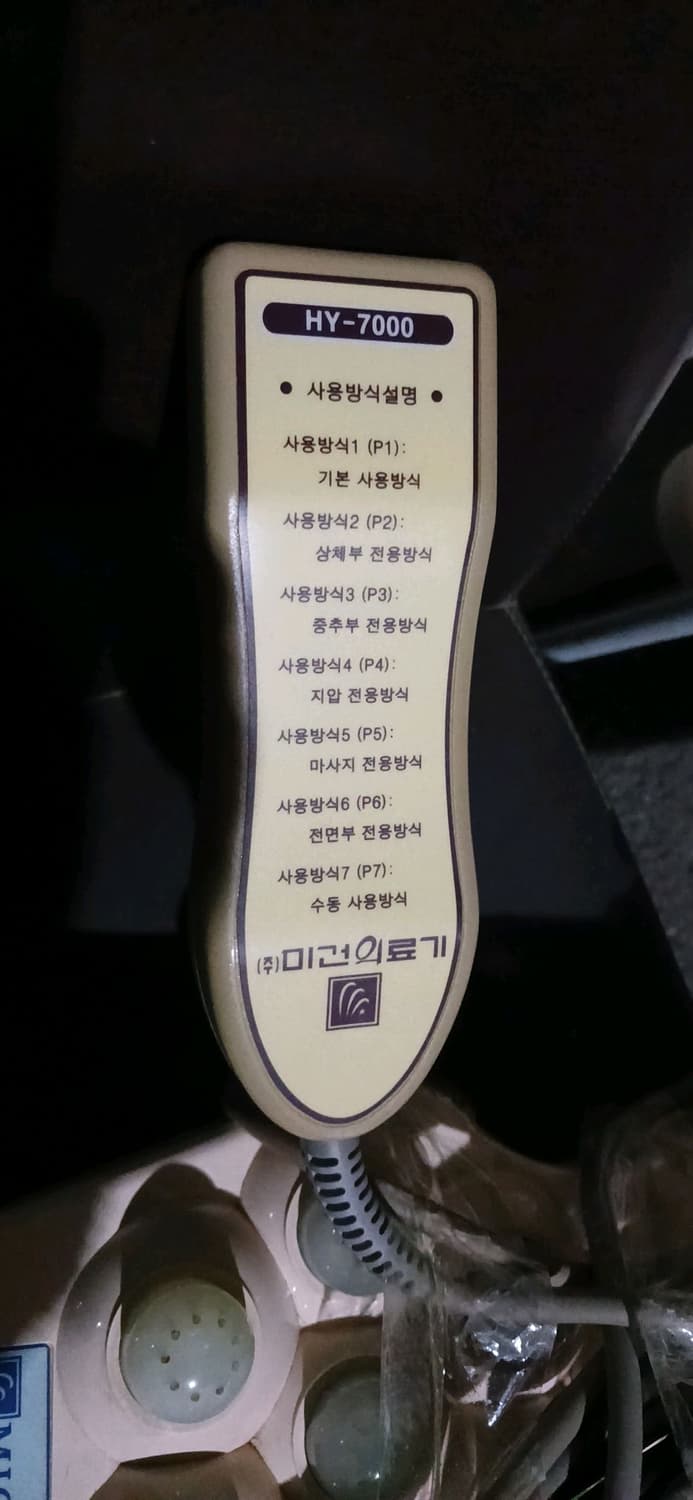 HY-7000
• 사용방식설명 •
사용방식1 (P1):
기본 사용방식
사용방식2 (P2):
상체부 전용방식
사용방식3 (P3):
중추부 전용방식
사용방식4 (P4):
지압 전용방식
사용방식5 (P5):
마사지 전용방식
사용방식6 (P6):
전면부 전용방식
사용방식7 (P7):
수동 사용방식
(주)미건의료기